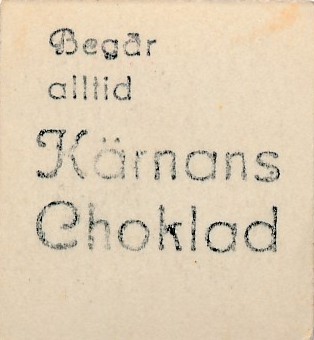 Begär
alltid
Kärnans
Choklad